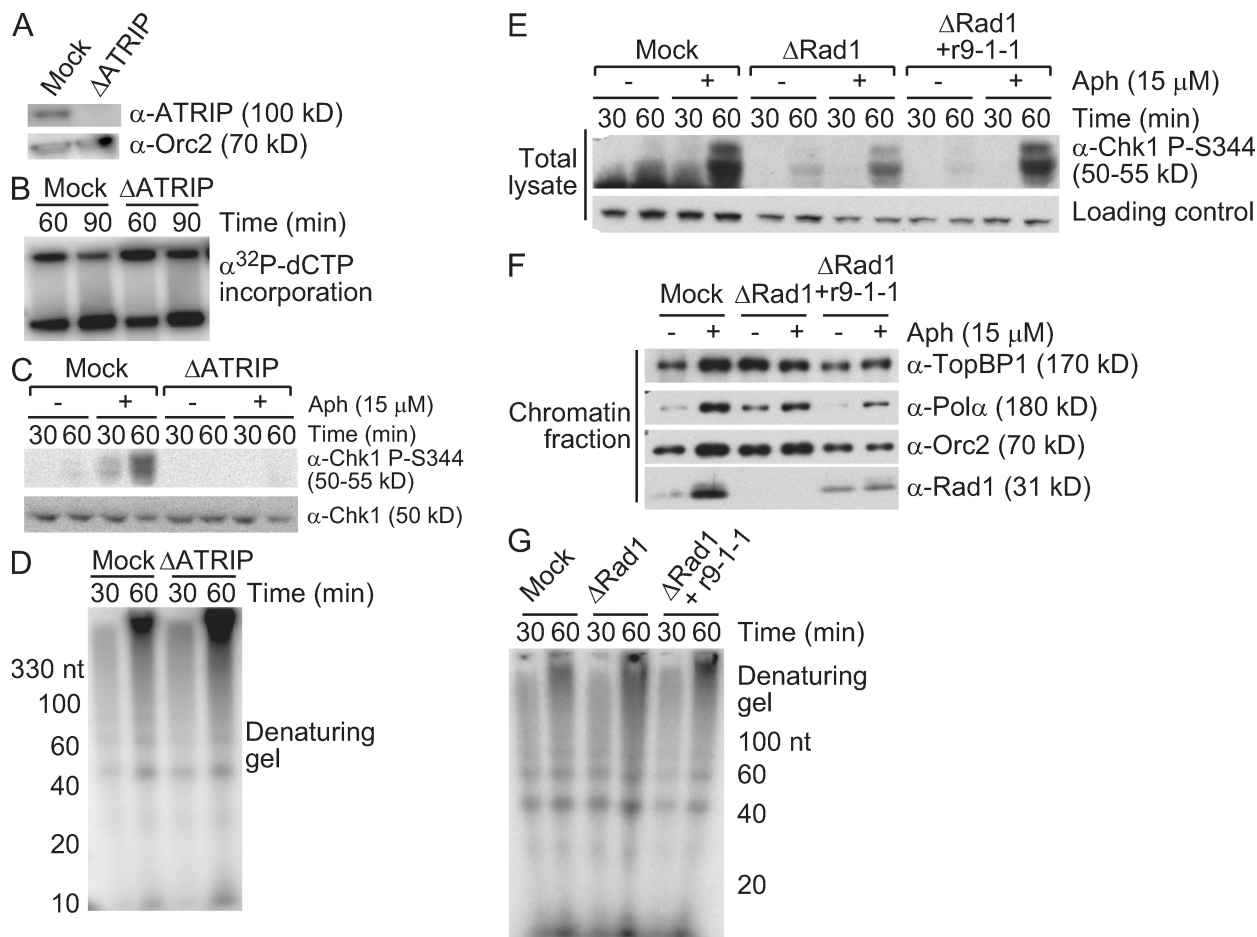 A
Mock
ΔATRIP
α-ATRIP (100 kD)
α-Orc2 (70 kD)
B
Mock ΔATRIP
60 90 60 90 Time (min)
α32P-dCTP
incorporation
C
Mock ΔATRIP
- + - + Aph (15 μM)
30 60 30 60 30 60 30 60 Time (min)
α-Chk1 P-S344
(50-55 kD)
α-Chk1 (50 kD)
D
Mock ΔATRIP
30 60 30 60 Time (min)
330 nt
100
60
40
20
10
Denaturing
gel
E
Mock ΔRad1 ΔRad1
+r9-1-1
- + - + - + Aph (15 μM)
30 60 30 60 30 60 30 60 30 60 30 60 Time (min)
Total
lysate
α-Chk1 P-S344
(50-55 kD)
Loading control
F
Mock ΔRad1 ΔRad1
+r9-1-1
- + - + - + Aph (15 μM)
Chromatin
fraction
α-TopBP1 (170 kD)
α-Polα (180 kD)
α-Orc2 (70 kD)
α-Rad1 (31 kD)
G
Mock
ΔRad1
ΔRad1
+ r9-1-1
30 60 30 60 30 60 Time (min)
Denaturing
gel
100 nt
60
40
20